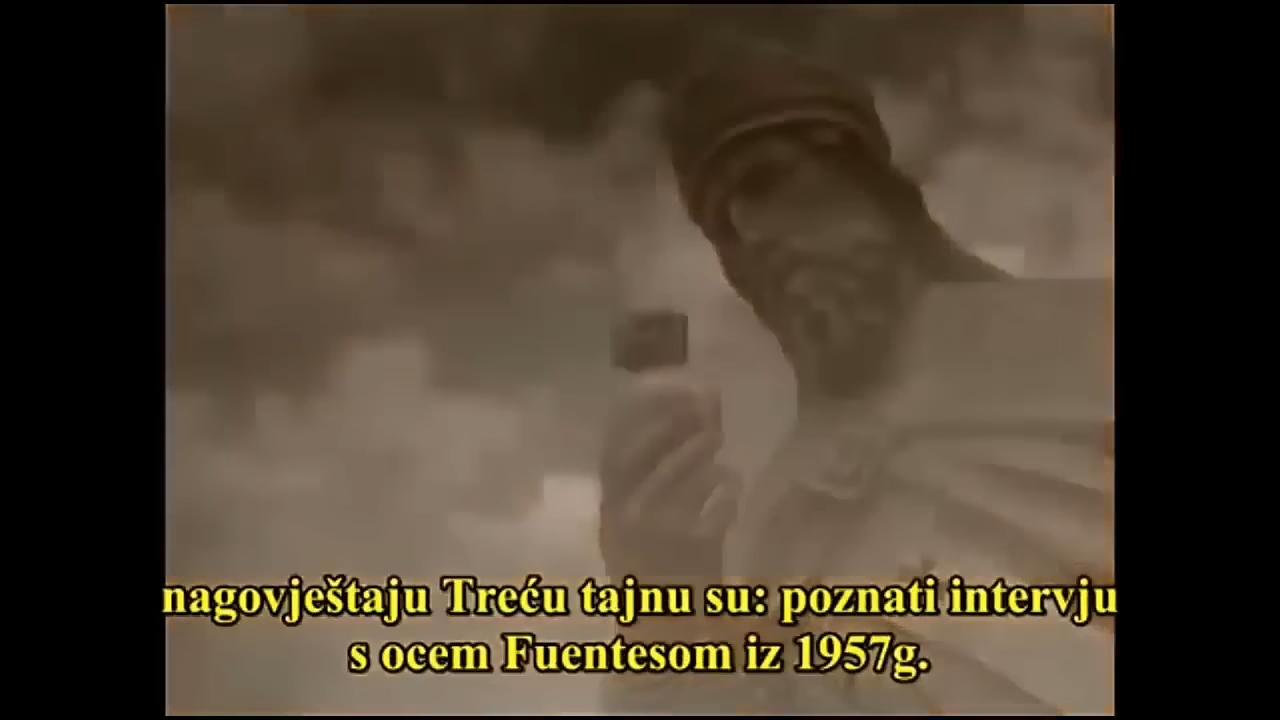 nagovještaju Treću tajnu su: poznati intervju
s ocem Fuentesom iz 1957g.